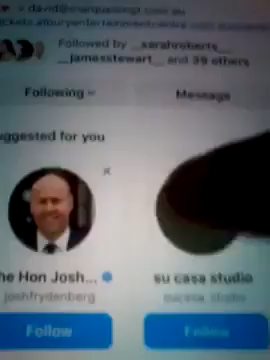 Followed by _sarahroberts_
_jamesstewart_ and 39 others
Following
Message
ggested for you
he Hon Josh...
su casa studio
joshfrydenberg
Follow
Follow